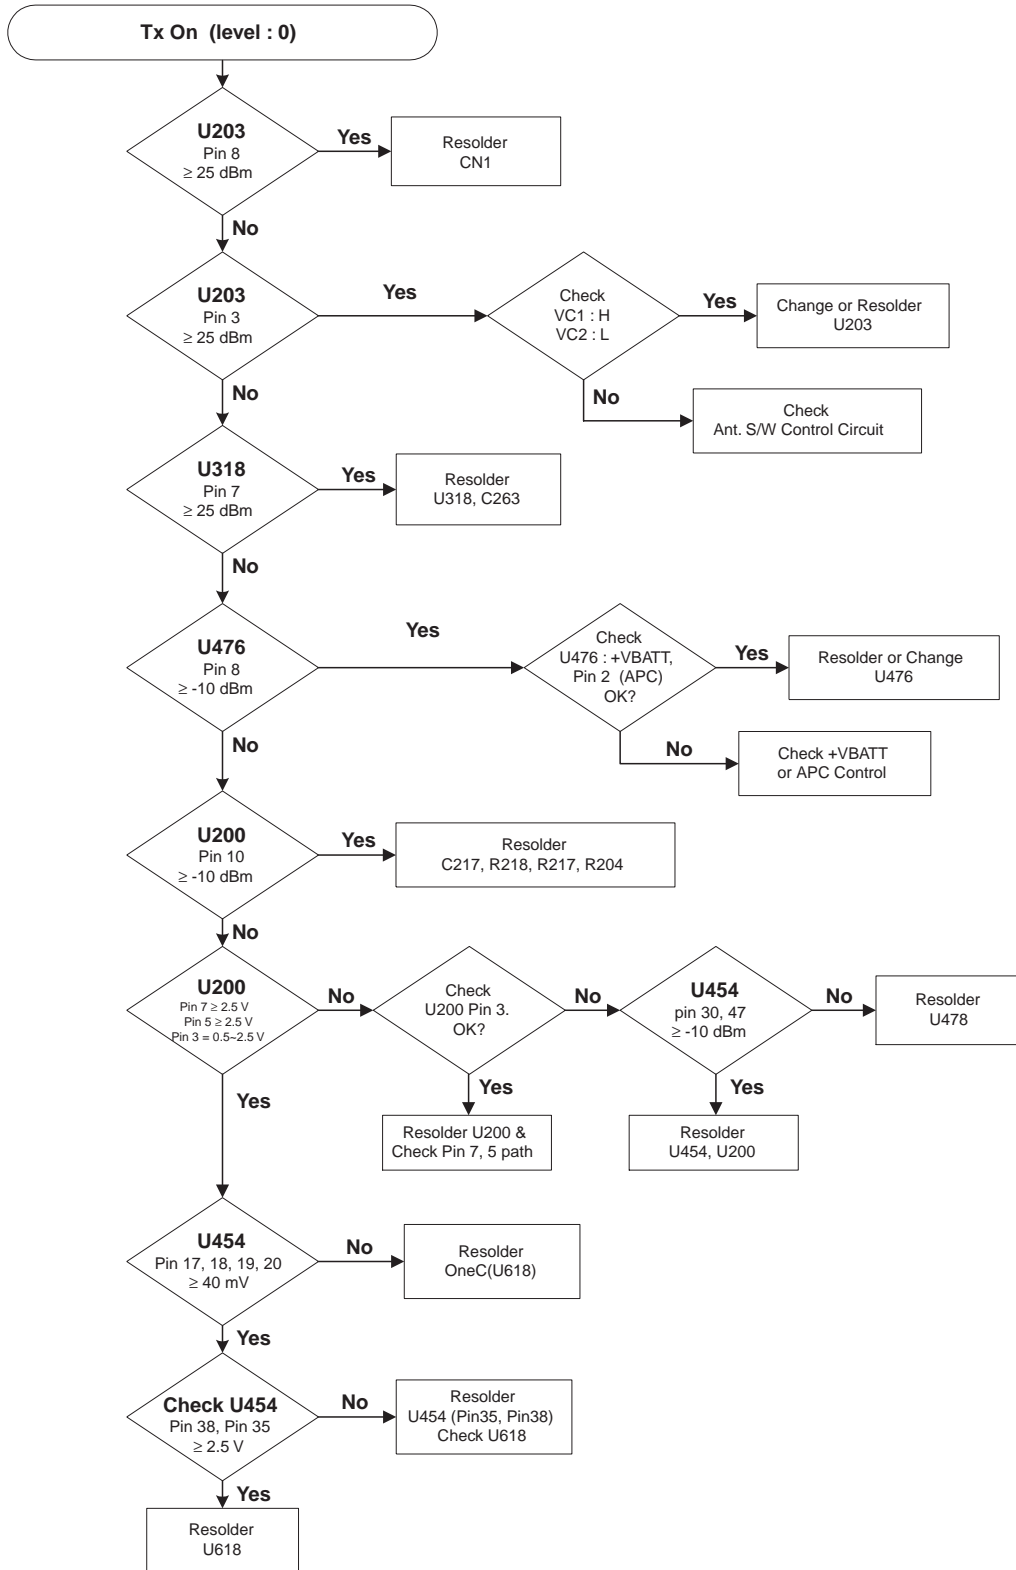 Tx On (level : 0)
U203
Pin 8
≥ 25 dBm
Yes
Resolder
CN1
No
U203
Pin 3
≥ 25 dBm
Yes
Check
VC1 : H
VC2 : L
Yes
Change or Resolder
U203
No
Check
Ant. S/W Control Circuit
No
U318
Pin 7
≥ 25 dBm
Yes
Resolder
U318, C263
No
U476
Pin 8
≥ -10 dBm
Yes
Check
U476 : +VBATT,
Pin 2 (APC)
OK?
Yes
Resolder or Change
U476
No
Check +VBATT
or APC Control
No
U200
Pin 10
≥ -10 dBm
Yes
Resolder
C217, R218, R217, R204
No
U200
Pin 7 ≥ 2.5 V
Pin 5 ≥ 2.5 V
Pin 3 = 0.5~2.5 V
No
Check
U200 Pin 3.
OK?
No
U454
pin 30, 47
≥ -10 dBm
No
Resolder
U478
Yes
Resolder U200 &
Check Pin 7, 5 path
Yes
Resolder
U454, U200
Yes
U454
Pin 17, 18, 19, 20
≥ 40 mV
No
Resolder
OneC(U618)
Yes
Check U454
Pin 38, Pin 35
≥ 2.5 V
No
Resolder
U454 (Pin35, Pin38)
Check U618
Yes
Resolder
U618